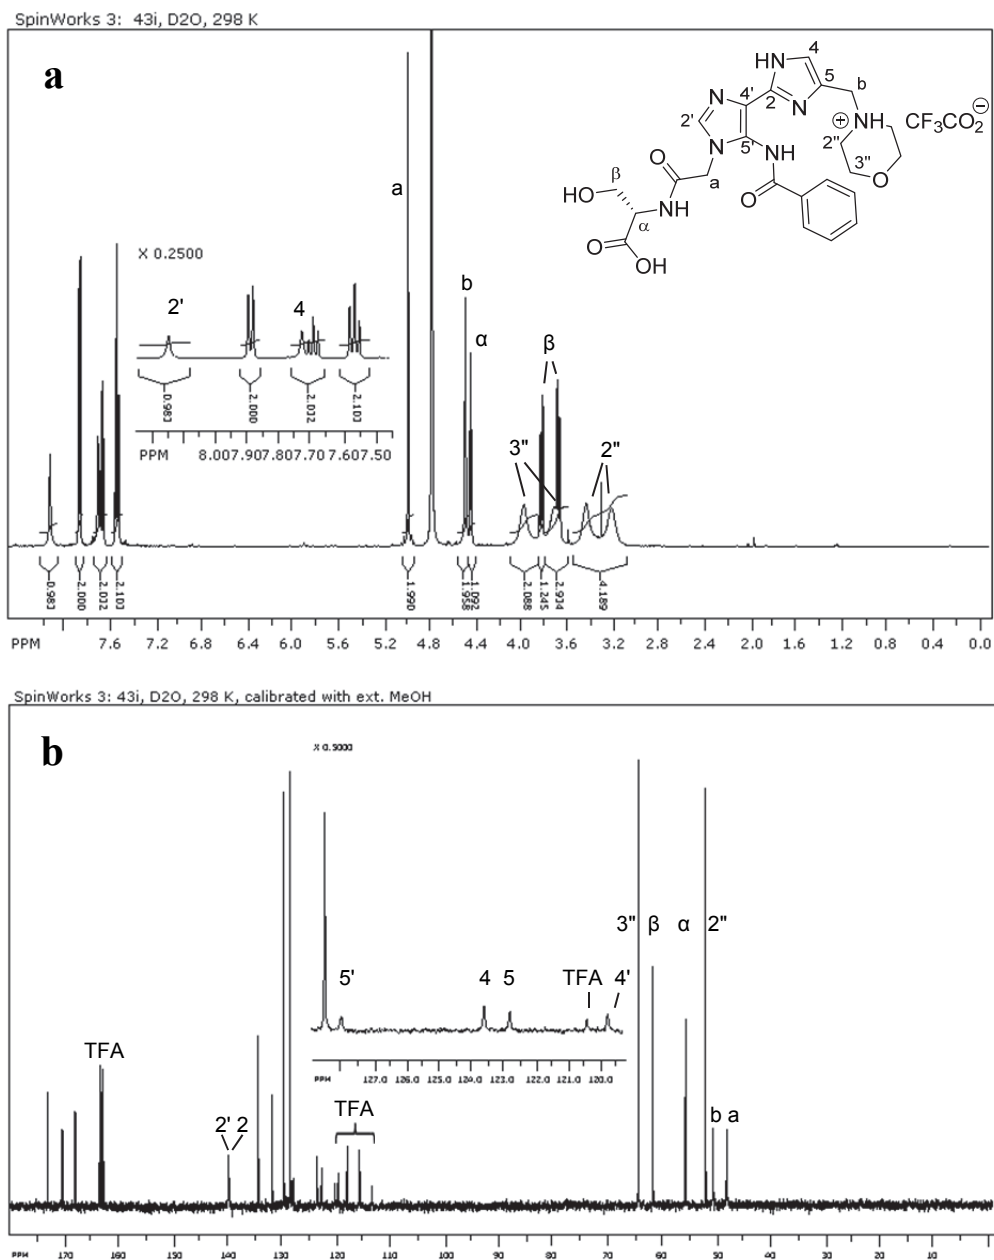 SpinWorks 3: 43i, D2O, 298 K
a
HN
4
5
b
N
4'
2
N
2'
N
5'
NH
+
NH
CF₃CO₂ −
2"
3"
O
O
β
a
HO
NH
O
α
O
OH
a
X 0.2500
2'
4
b
α
β
3"
2"
0.983
2.000
2.032
2.103
PPM 8.00 7.90 7.80 7.70 7.60 7.50
0.983
2.000
2.032
2.103
1.990
1.958
1.092
2.088
1.245
2.934
4.189
PPM 7.6 7.2 6.8 6.4 6.0 5.6 5.2 4.8 4.4 4.0 3.6 3.2 2.8 2.4 2.0 1.6 1.2 0.8 0.4 0.0
SpinWorks 3: 43i, D2O, 298 K, calibrated with ext. MeOH
b
X 0.5000
3" β α 2"
5' 4 5 TFA 4'
PPM 127.0 126.0 125.0 124.0 123.0 122.0 121.0 120.0
TFA
TFA
2' 2
b a
PPM 170 160 150 140 130 120 110 100 90 80 70 60 50 40 30 20 10